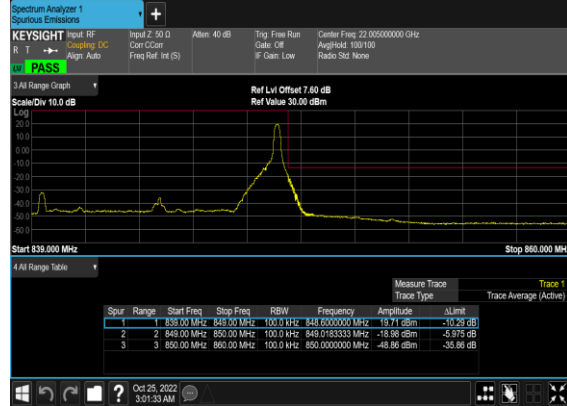 Spectrum Analyzer 1
Spurious Emissions
+
KEYSIGHT Input: RF Input Z: 50 Ω Atten: 40 dB Trig: Free Run Center Freq: 22.005000000 GHz
R T Coupling: DC Corr CCorr Gate: Off Avg|Hold: 100/100
Align: Auto Freq Ref: Int (S) IF Gain: Low Radio Std: None
PASS
3 All Range Graph
Ref Lvl Offset 7.60 dB
Scale/Div 10.0 dB Ref Value 30.00 dBm
Log
20.0
10.0
0.00
-10.0
-20.0
-30.0
-40.0
-50.0
-60.0
Start 839.000 MHz Stop 860.000 MH
4 All Range Table
Measure Trace Trace 1
Trace Type Trace Average (Active)
Spur Range Start Freq Stop Freq RBW Frequency Amplitude ΔLimit
1 1 839.00 MHz 849.00 MHz 100.0 kHz 848.6000000 MHz 19.71 dBm -10.29 dB
2 2 849.00 MHz 850.00 MHz 100.0 kHz 849.0183333 MHz -18.98 dBm -5.975 dB
3 3 850.00 MHz 860.00 MHz 100.0 kHz 850.0000000 MHz -48.86 dBm -35.86 dB
? Oct 25, 2022
3:01:33 AM